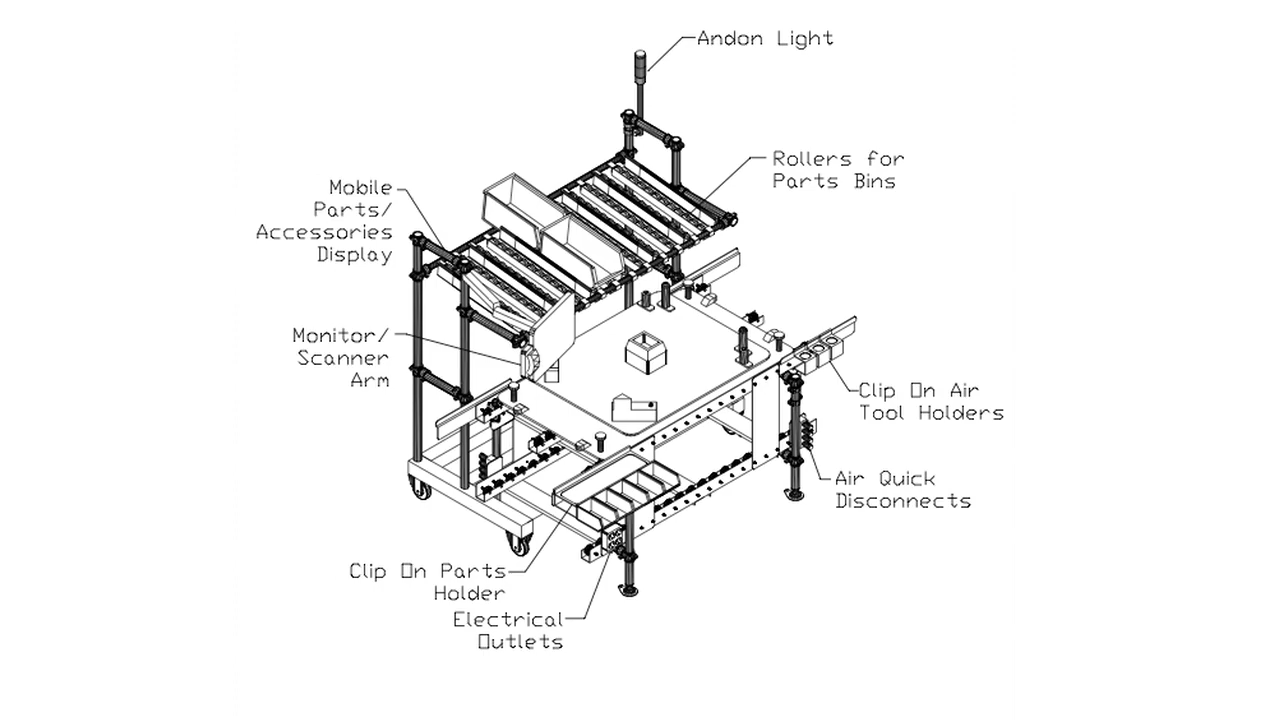 Andon Light
Rollers for
Parts Bins
Mobile
Parts/
Accessories
Display
Monitor/
Scanner
Arm
Clip On Air
Tool Holders
Air Quick
Disconnects
Clip On Parts
Holder
Electrical
Outlets